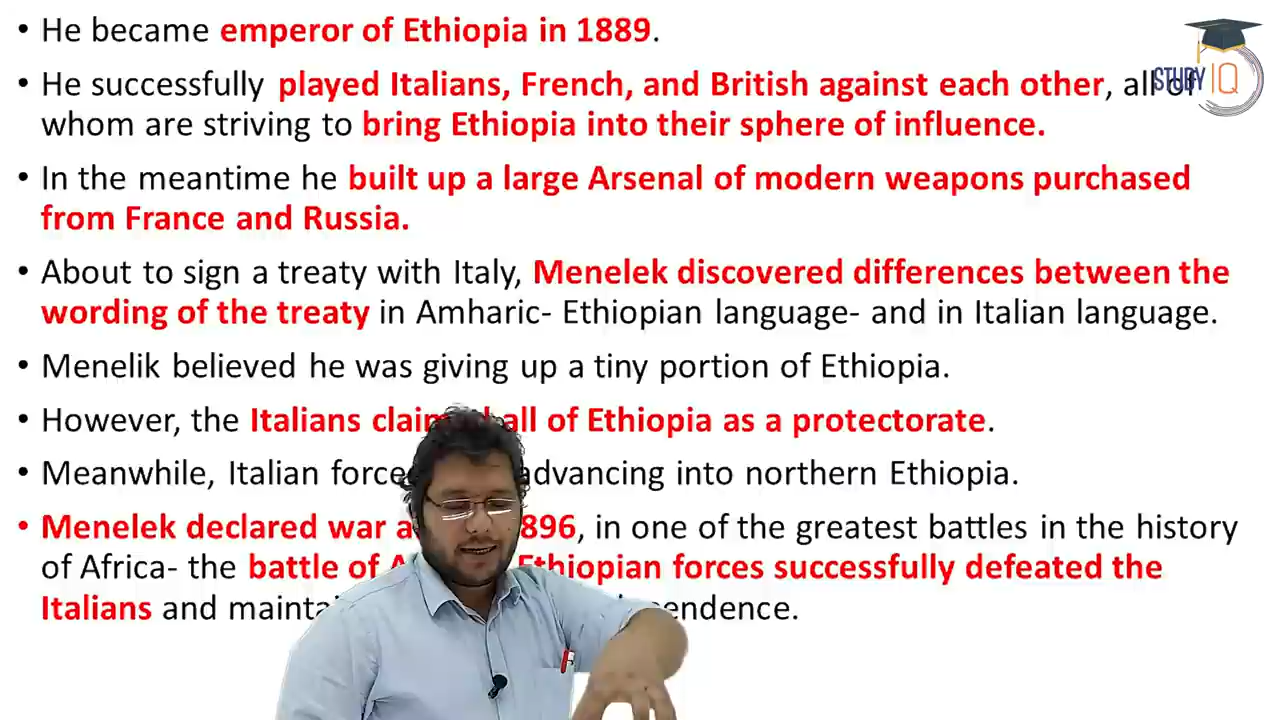 • He became emperor of Ethiopia in 1889.
• He successfully played Italians, French, and British against each other, all of
whom are striving to bring Ethiopia into their sphere of influence.
• In the meantime he built up a large Arsenal of modern weapons purchased
from France and Russia.
• About to sign a treaty with Italy, Menelek discovered differences between the
wording of the treaty in Amharic- Ethiopian language- and in Italian language.
• Menelik believed he was giving up a tiny portion of Ethiopia.
• However, the Italians all of Ethiopia as a protectorate.
• Meanwhile, Italian advancing into northern Ethiopia.
• Menelek declared war in one of the greatest battles in the history
of Africa- the battle of Ethiopian forces successfully defeated the
Italians and
STUDY IQ